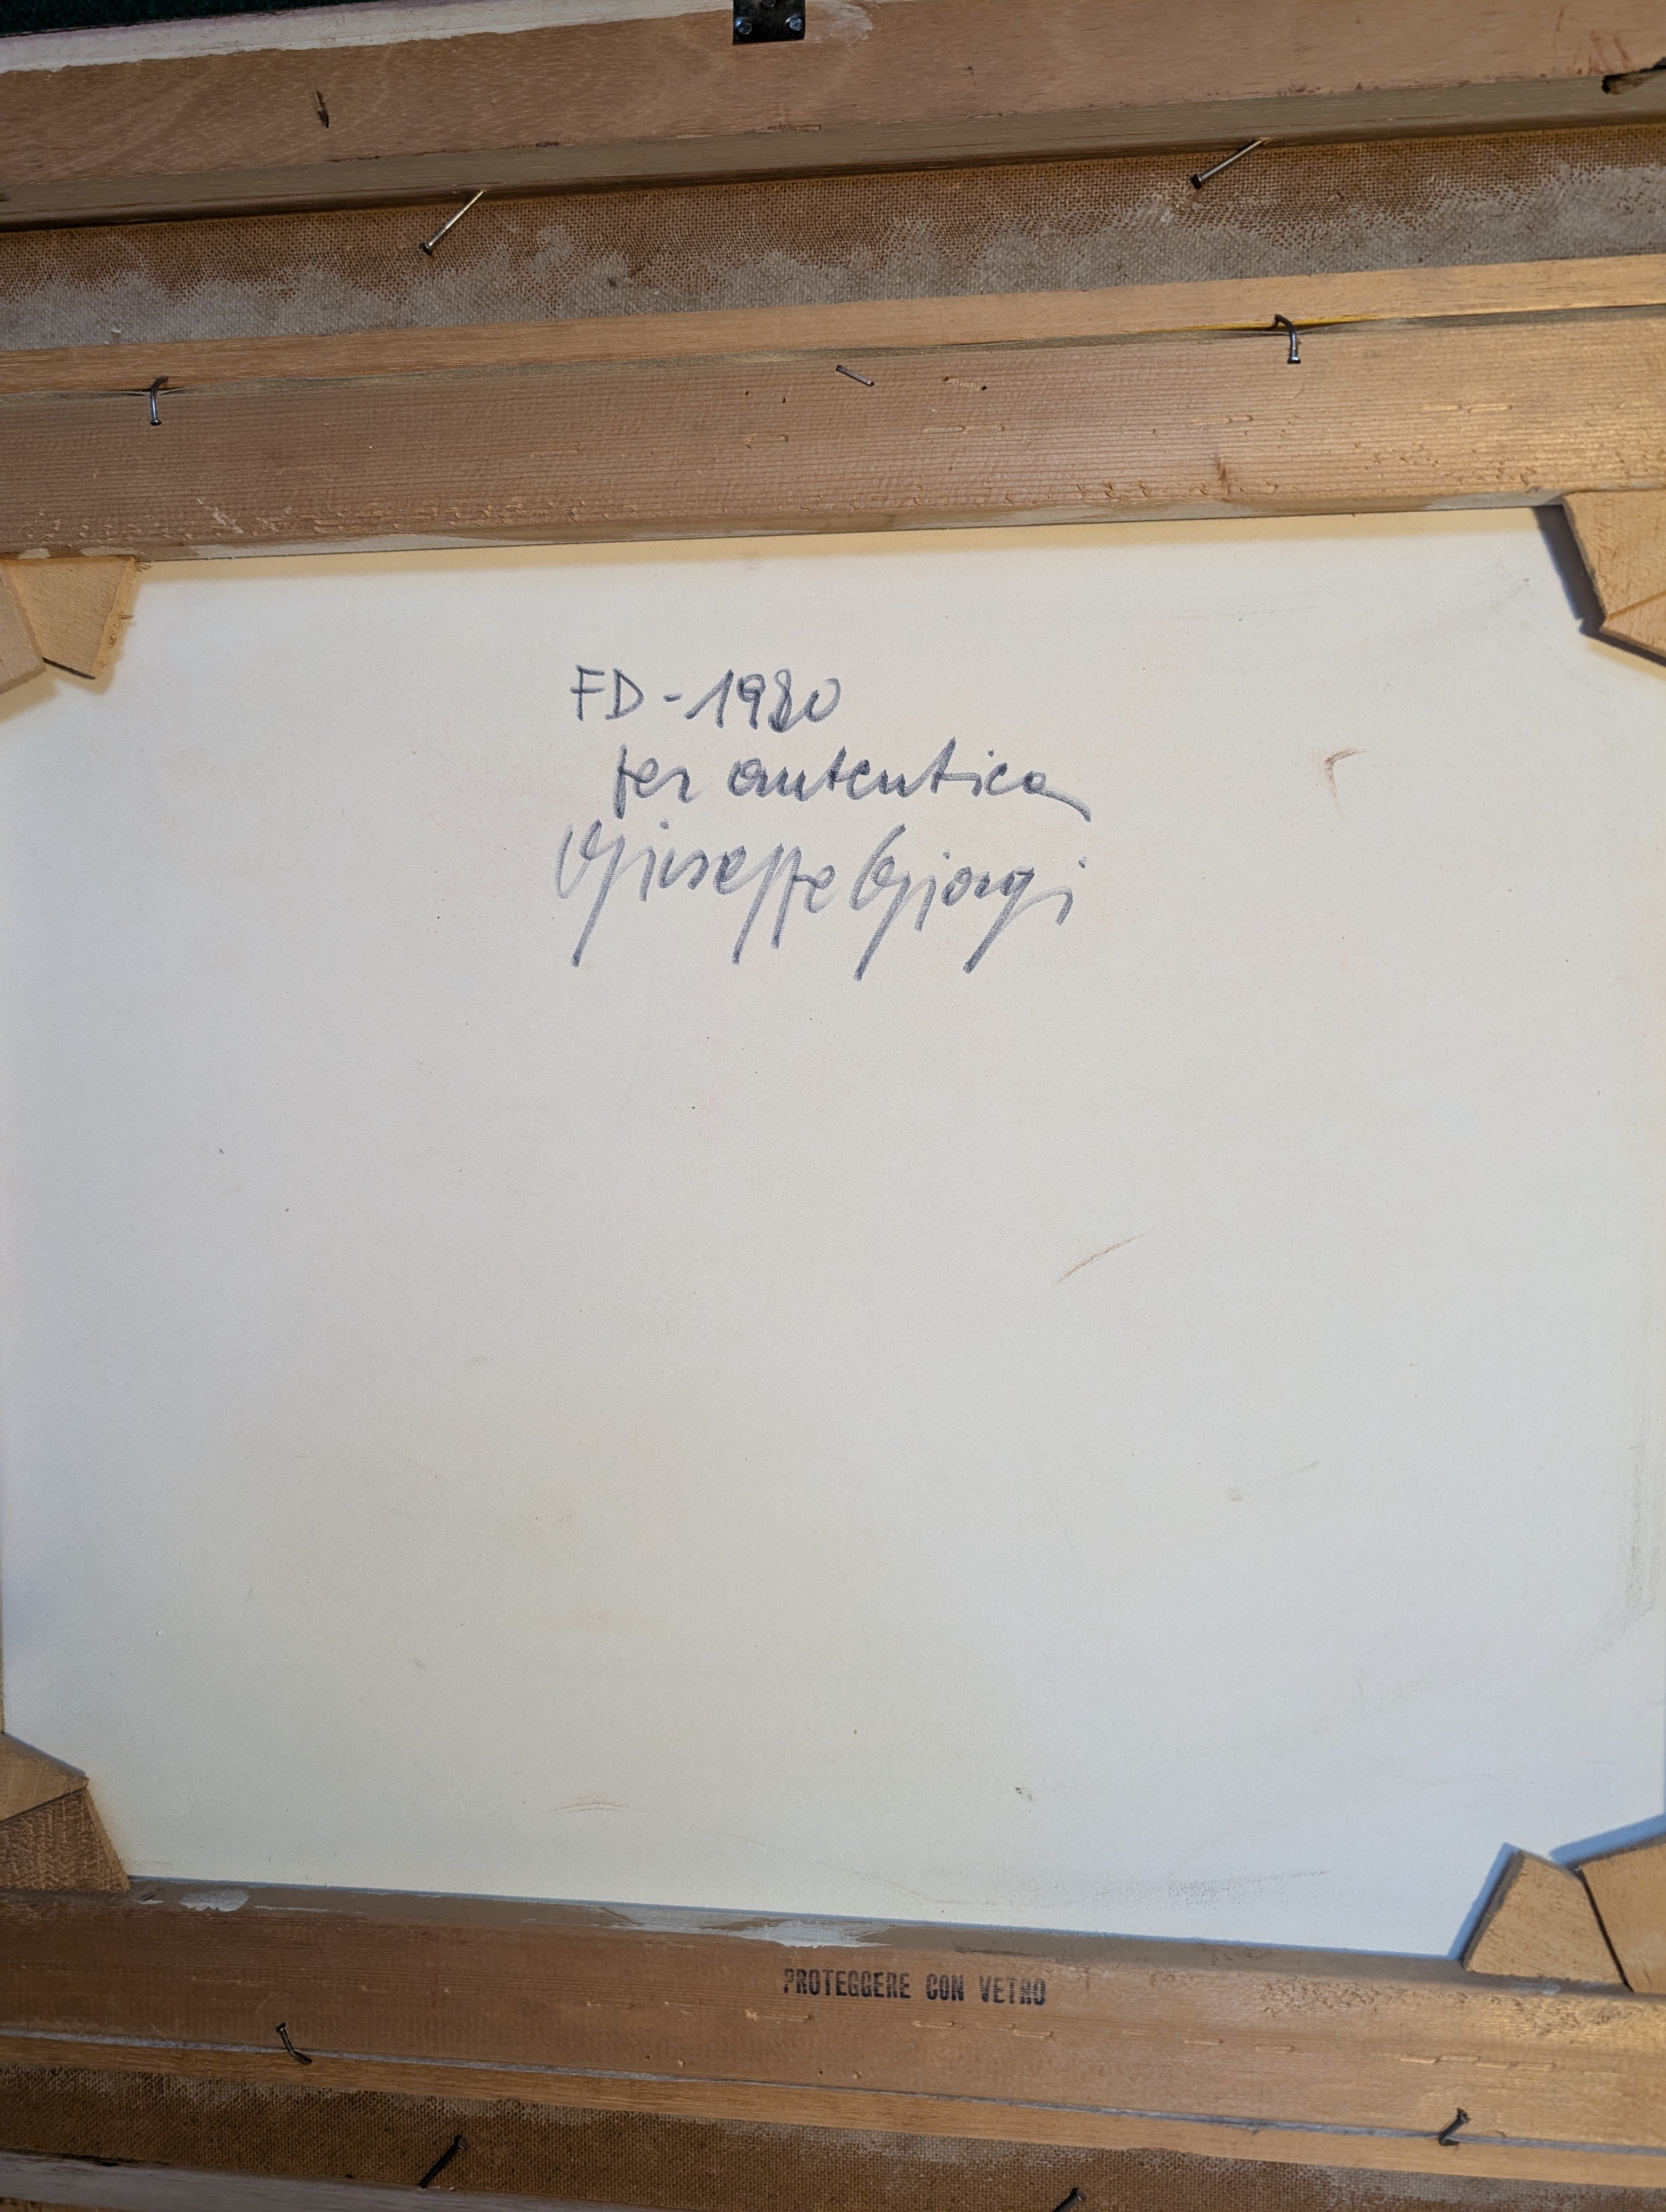 FD-1980
per autentica
Giuseppe Giorgi
PROTEGGERE CON VETRO